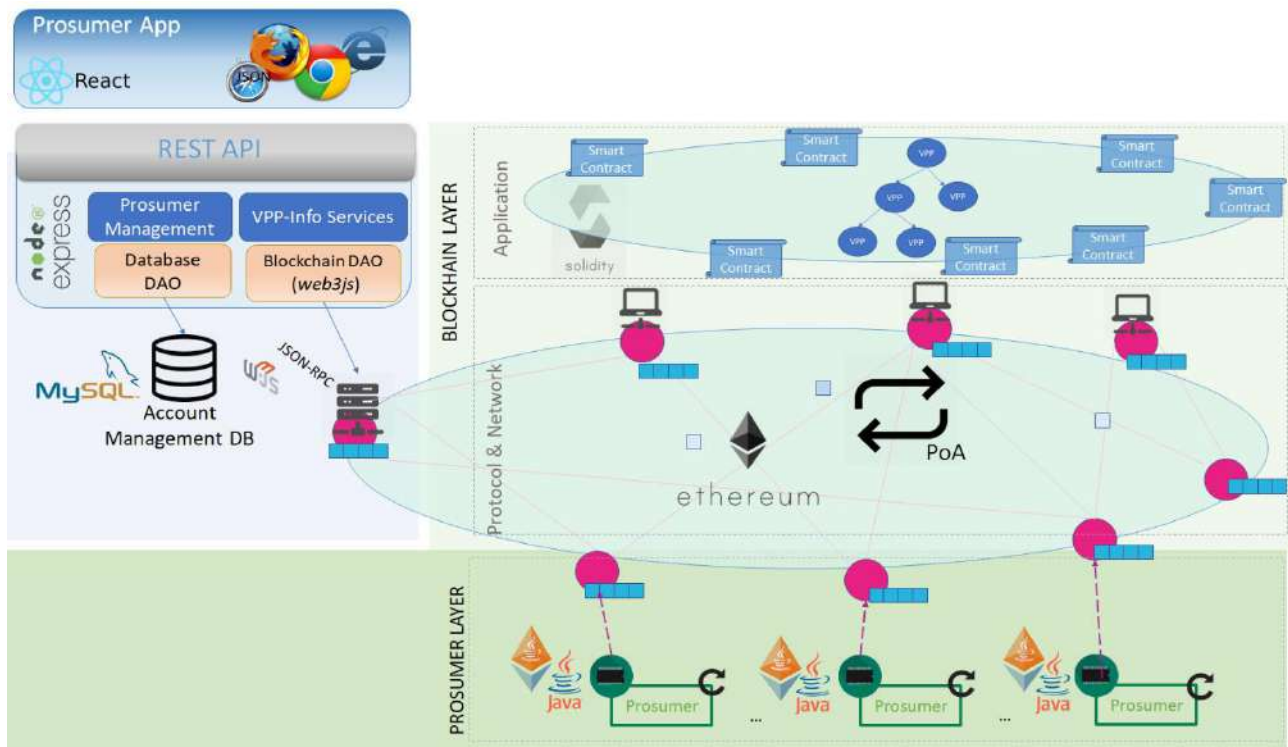 Prosumer App
React
JSON
REST API
node®
express
Prosumer
Management
VPP-Info Services
Database
DAO
Blockchain DAO
(web3js)
MySQL™
Account
Management DB
W3JS
JSON-RPC
BLOCKCHAIN LAYER
Application
Smart
Contract
Smart
Contract
Smart
Contract
Smart
Contract
Smart
Contract
Smart
Contract
Smart
Contract
VPP
VPP
VPP
VPP
VPP
solidity
Protocol & Network
ethereum
PoA
PROSUMER LAYER
Java
Prosumer
...
Java
Prosumer
...
Java
Prosumer